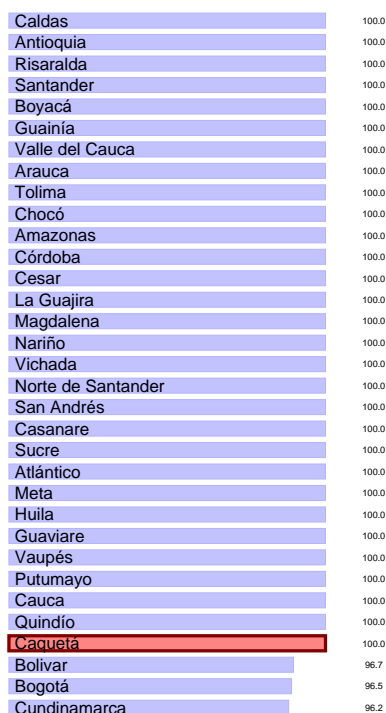 Caldas 100.0
Antioquia 100.0
Risaralda 100.0
Santander 100.0
Boyacá 100.0
Guainía 100.0
Valle del Cauca 100.0
Arauca 100.0
Tolima 100.0
Chocó 100.0
Amazonas 100.0
Córdoba 100.0
Cesar 100.0
La Guajira 100.0
Magdalena 100.0
Nariño 100.0
Vichada 100.0
Norte de Santander 100.0
San Andrés 100.0
Casanare 100.0
Sucre 100.0
Atlántico 100.0
Meta 100.0
Huila 100.0
Guaviare 100.0
Vaupés 100.0
Putumayo 100.0
Cauca 100.0
Quindío 100.0
Caquetá 100.0
Bolivar 96.7
Bogotá 96.5
Cundinamarca 96.2